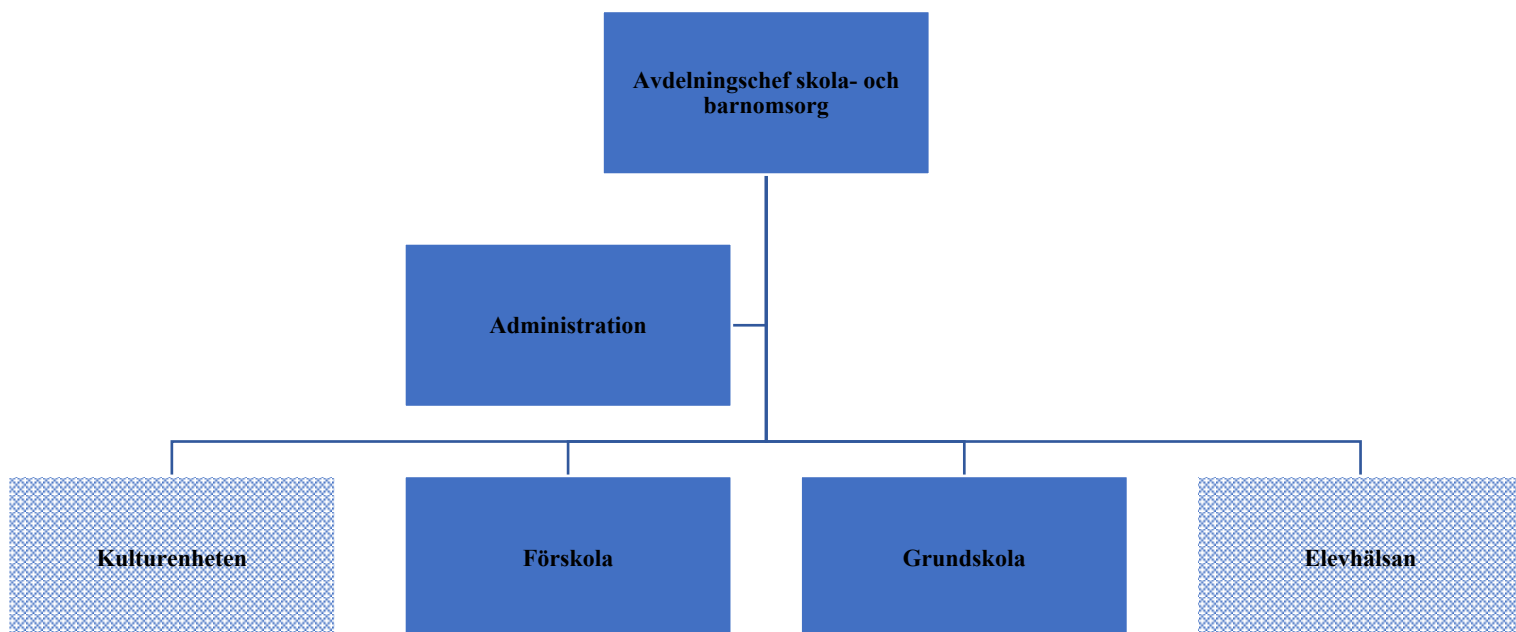 Avdelningschef skola- och
barnomsorg
Administration
Kulturenheten
Förskola
Grundskola
Elevhälsan